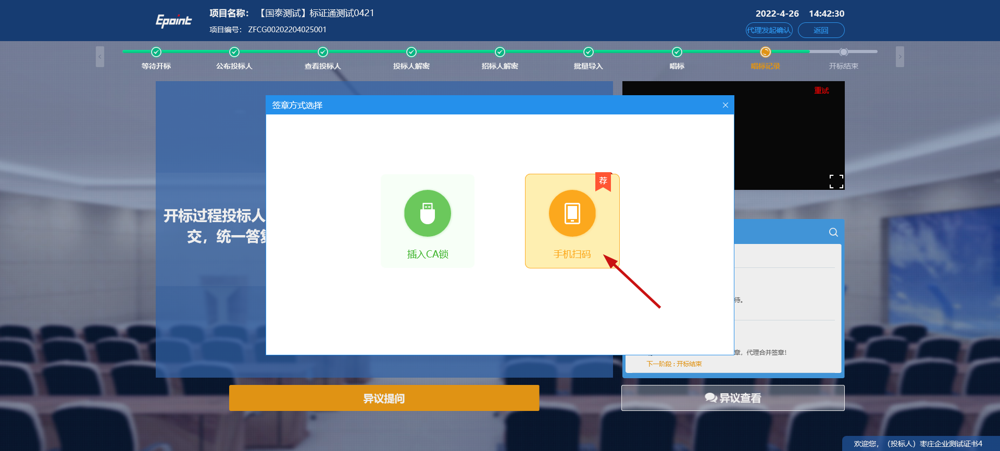 Epoint
项目名称： 【国泰测试】标证通测试0421
项目编号： ZFCG00202204025001
2022-4-26 14:42:30
代理发起确认
返回
等待开标
公布投标人
查看投标人
投标人解密
招标人解密
批量导入
唱标
唱标记录
开标结束
重试
签章方式选择
荐
插入CA锁
手机扫码
开标过程投标人
交，统一答复
待。
章，代理合并签章！
下一阶段：开标结束
异议提问
异议查看
欢迎您，（投标人）枣庄企业测试证书4